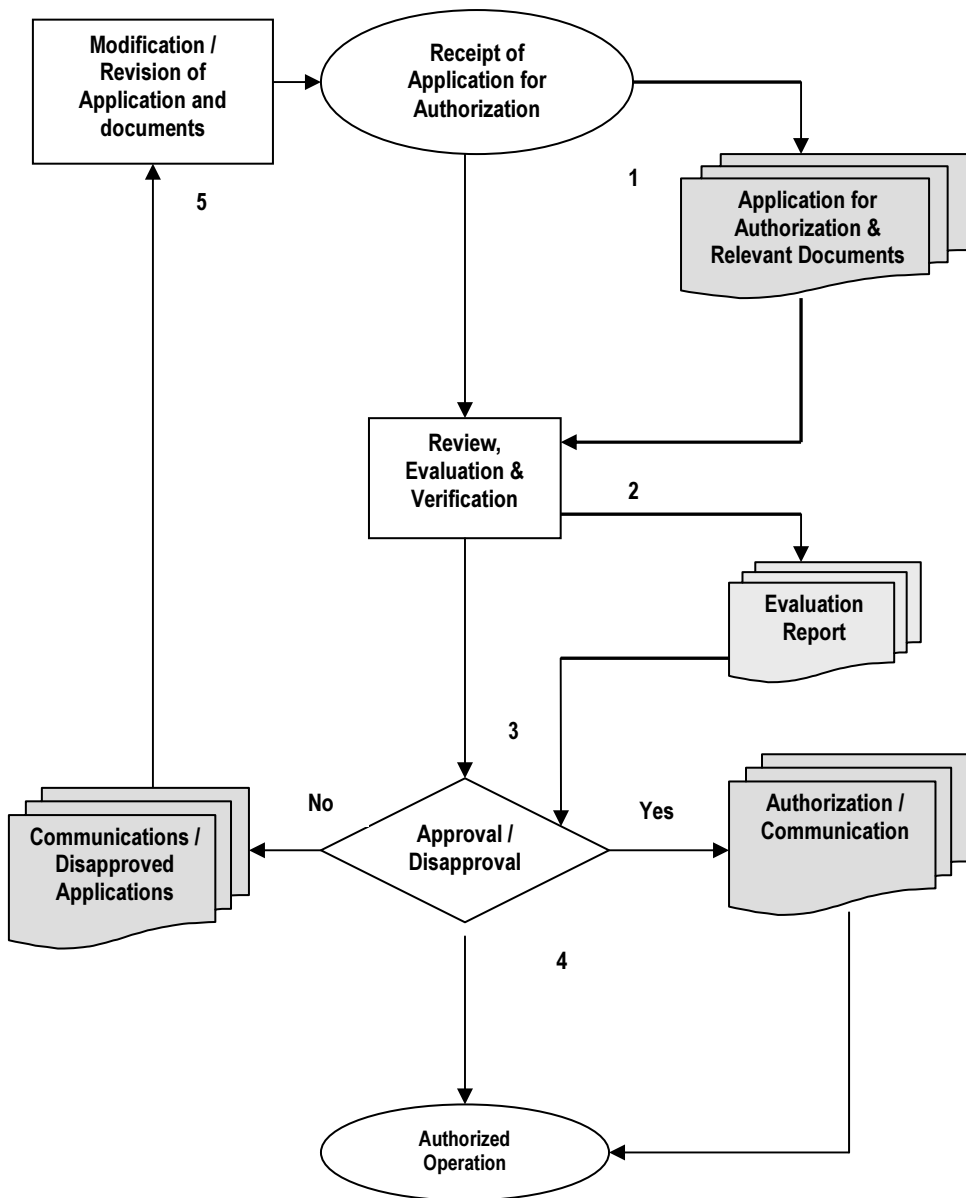 Modification /
Revision of
Application and
documents
Receipt of
Application for
Authorization
1
5
Application for
Authorization &
Relevant Documents
Review,
Evaluation &
Verification
2
Evaluation
Report
3
No
Yes
Communications /
Disapproved
Applications
Approval /
Disapproval
Authorization /
Communication
4
Authorized
Operation